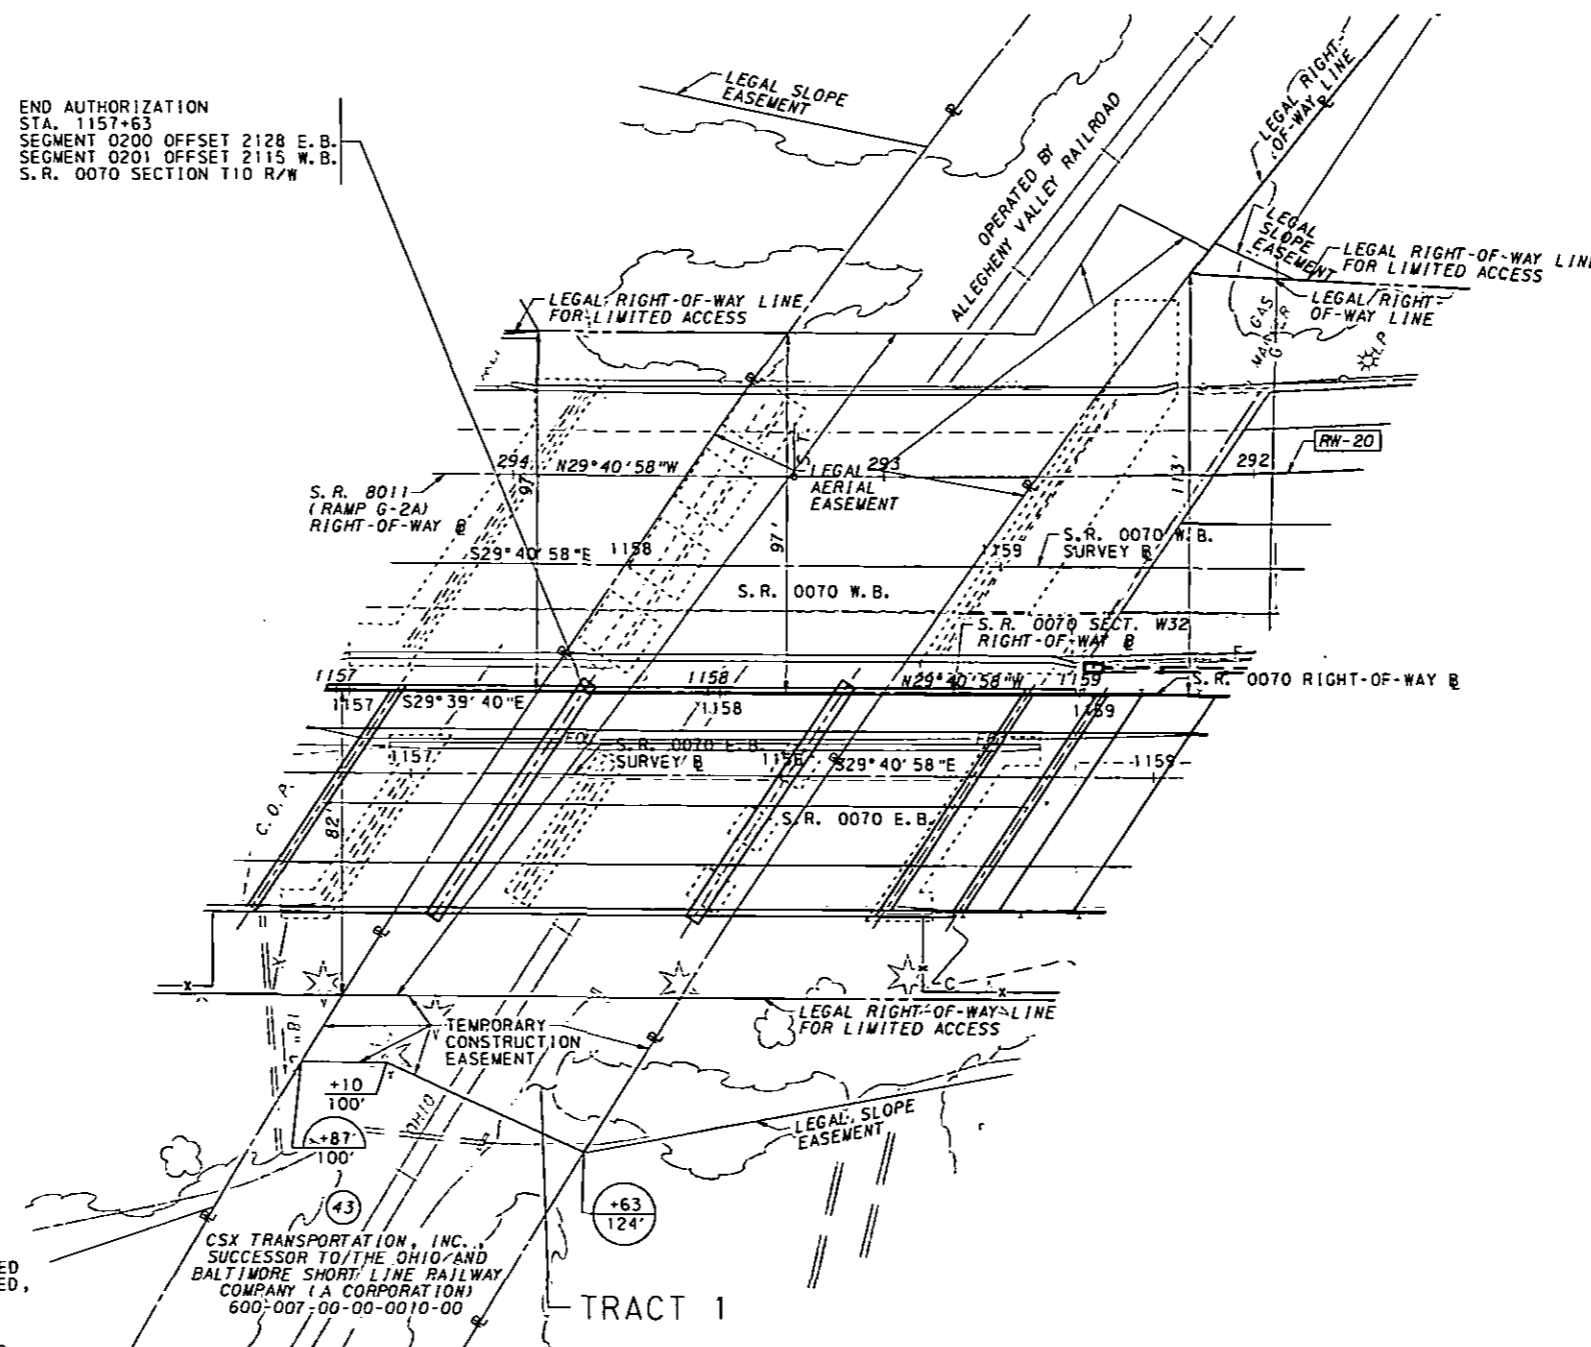 LEGAL SLOPE
EASEMENT
LEGAL RIGHT-
OF-WAY LINE
END AUTHORIZATION
STA. 1157+63
SEGMENT 0200 OFFSET 2128 E.B.
SEGMENT 0201 OFFSET 2115 W.B.
S.R. 0070 SECTION T10 R/W
OPERATED BY
ALLEGHENY VALLEY RAILROAD
LEGAL
SLOPE
EASEMENT
LEGAL RIGHT-OF-WAY LINE
FOR LIMITED ACCESS
LEGAL RIGHT-OF-WAY LINE
FOR LIMITED ACCESS
LEGAL RIGHT
OF-WAY LINE
GAS
LP
RW-20
294
N29°40'58"W
293
292
97'
113'
LEGAL
AERIAL
EASEMENT
S.R. 8011
(RAMP G-2A)
RIGHT-OF-WAY ℄
S29°40'58"E
1158
97'
1159
S.R. 0070 W.B.
SURVEY ℄
S.R. 0070 W.B.
S.R. 0070 SECT. W32
RIGHT-OF-WAY ℄
1157
1158
N29°40'58"W
1159
S.R. 0070 RIGHT-OF-WAY ℄
1157
S29°39'40"E
1158
1159
S.R. 0070 E.B.
SURVEY ℄
1157
1158
S29°40'58"E
1159
C.O.P.
82'
S.R. 0070 E.B.
C
LEGAL RIGHT-OF-WAY LINE
FOR LIMITED ACCESS
18"
TEMPORARY
CONSTRUCTION
EASEMENT
+10
100'
OHIO
+87
100'
LEGAL SLOPE
EASEMENT
43
+63
124'
CSX TRANSPORTATION, INC.,
SUCCESSOR TO THE OHIO AND
BALTIMORE SHORT LINE RAILWAY
COMPANY (A CORPORATION)
600-007-00-00-0010-00
ED
ED,
TRACT 1